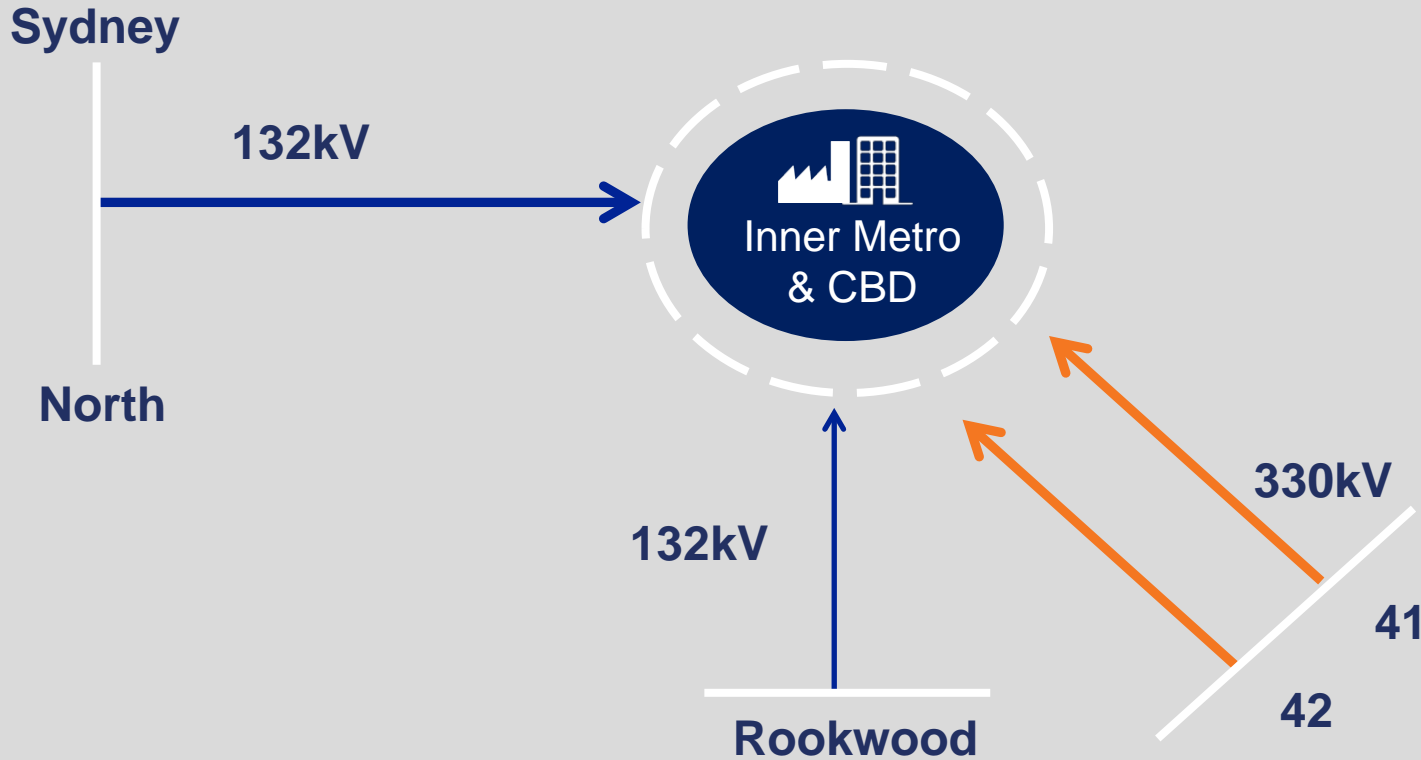 Sydney
132kV
North
Inner Metro
& CBD
330kV
132kV
41
42
Rookwood